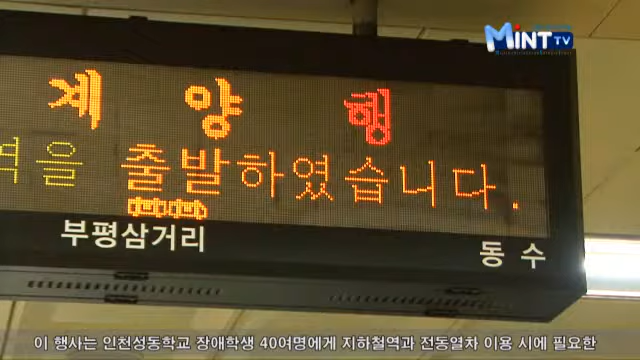 MiNT TV
계 양 행
역을 출발하였습니다.
부평삼거리
동수
이 행사는 인천성동학교 장애학생 40여명에게 지하철역과 전동열차 이용 시에 필요한